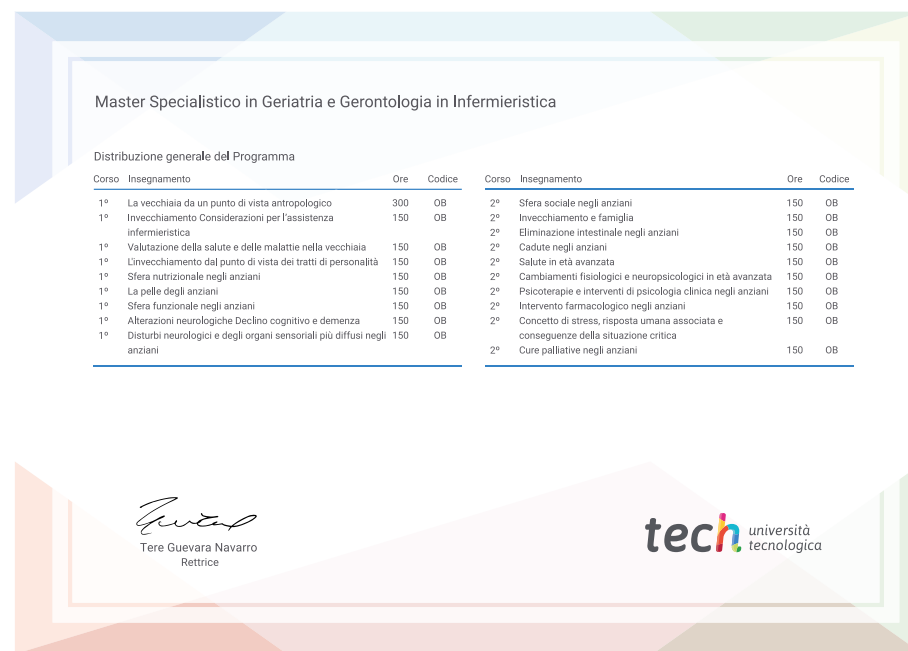 Master Specialistico in Geriatria e Gerontologia in Infermieristica
Distribuzione generale del Programma
Corso Insegnamento Ore Codice
1º La vecchiaia da un punto di vista antropologico 300 OB
1º Invecchiamento Considerazioni per l'assistenza 150 OB
infermieristica
1º Valutazione della salute e delle malattie nella vecchiaia 150 OB
1º L'invecchiamento dal punto di vista dei tratti di personalità 150 OB
1º Sfera nutrizionale negli anziani 150 OB
1º La pelle degli anziani 150 OB
1º Sfera funzionale negli anziani 150 OB
1º Alterazioni neurologiche Declino cognitivo e demenza 150 OB
1º Disturbi neurologici e degli organi sensoriali più diffusi negli 150 OB
anziani
Corso Insegnamento Ore Codice
2º Sfera sociale negli anziani 150 OB
2º Invecchiamento e famiglia 150 OB
2º Eliminazione intestinale negli anziani 150 OB
2º Cadute negli anziani 150 OB
2º Salute in età avanzata 150 OB
2º Cambiamenti fisiologici e neuropsicologici in età avanzata 150 OB
2º Psicoterapie e interventi di psicologia clinica negli anziani 150 OB
2º Intervento farmacologico negli anziani 150 OB
2º Concetto di stress, risposta umana associata e 150 OB
conseguenze della situazione critica
2º Cure palliative negli anziani 150 OB
Tere Guevara Navarro
Rettrice
tech università
tecnologica